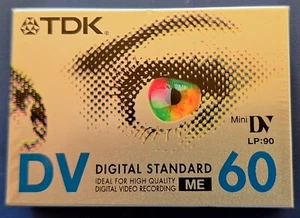 TDK
Mini DV
LP:90
DV DIGITAL STANDARD 60
IDEAL FOR HIGH QUALITY
DIGITAL VIDEO RECORDING ME